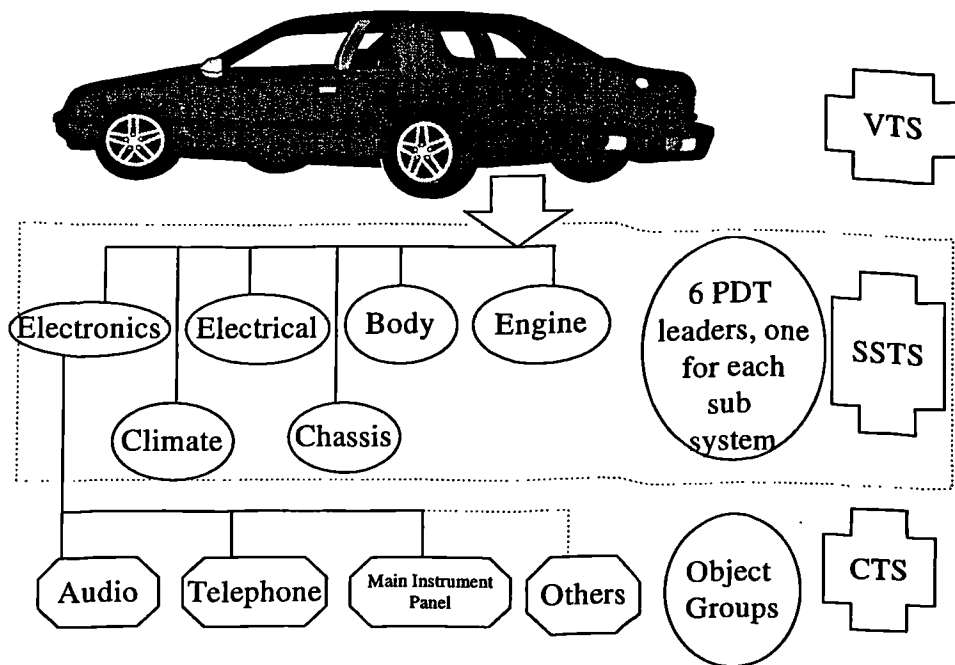 VTS
Electronics
Electrical
Body
Engine
6 PDT
leaders, one
for each
sub
system
SSTS
Climate
Chassis
Audio
Telephone
Main Instrument
Panel
Others
Object
Groups
CTS